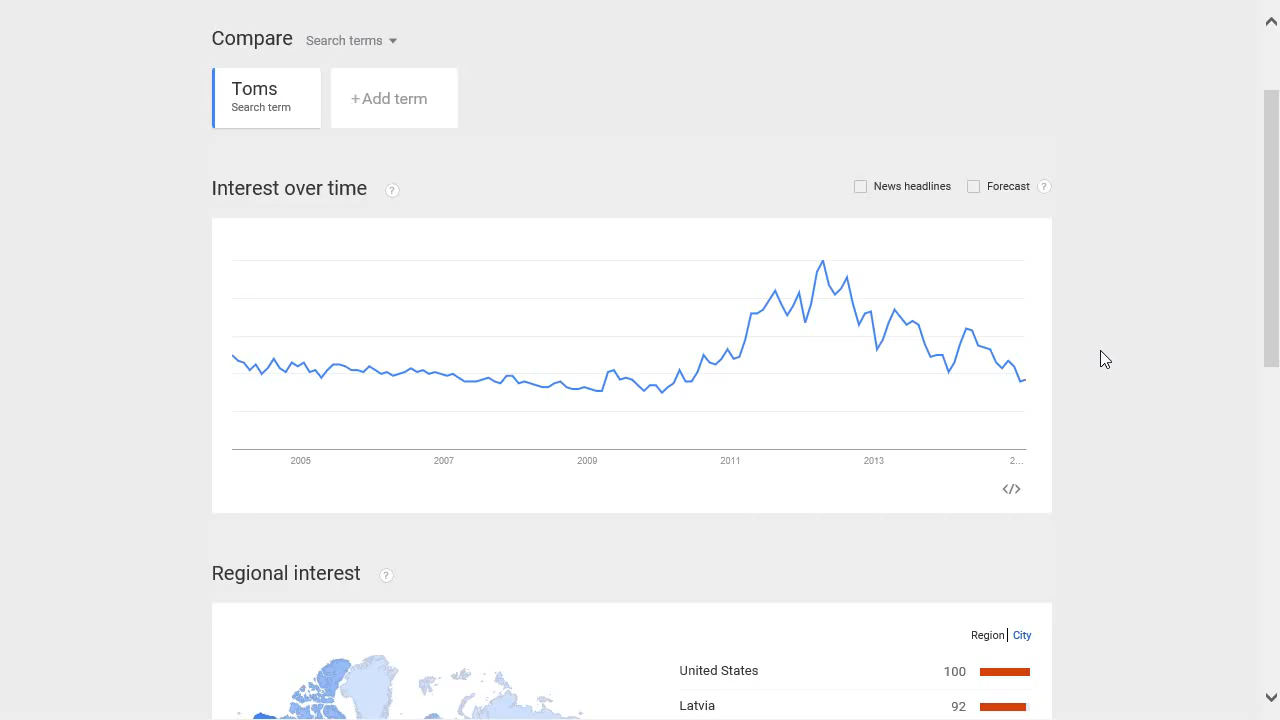 Compare Search terms
Toms
Search term
+ Add term
Interest over time ?
News headlines Forecast ?
2005 2007 2009 2011 2013 2...
</>
Regional interest ?
Region City
United States 100
Latvia 92